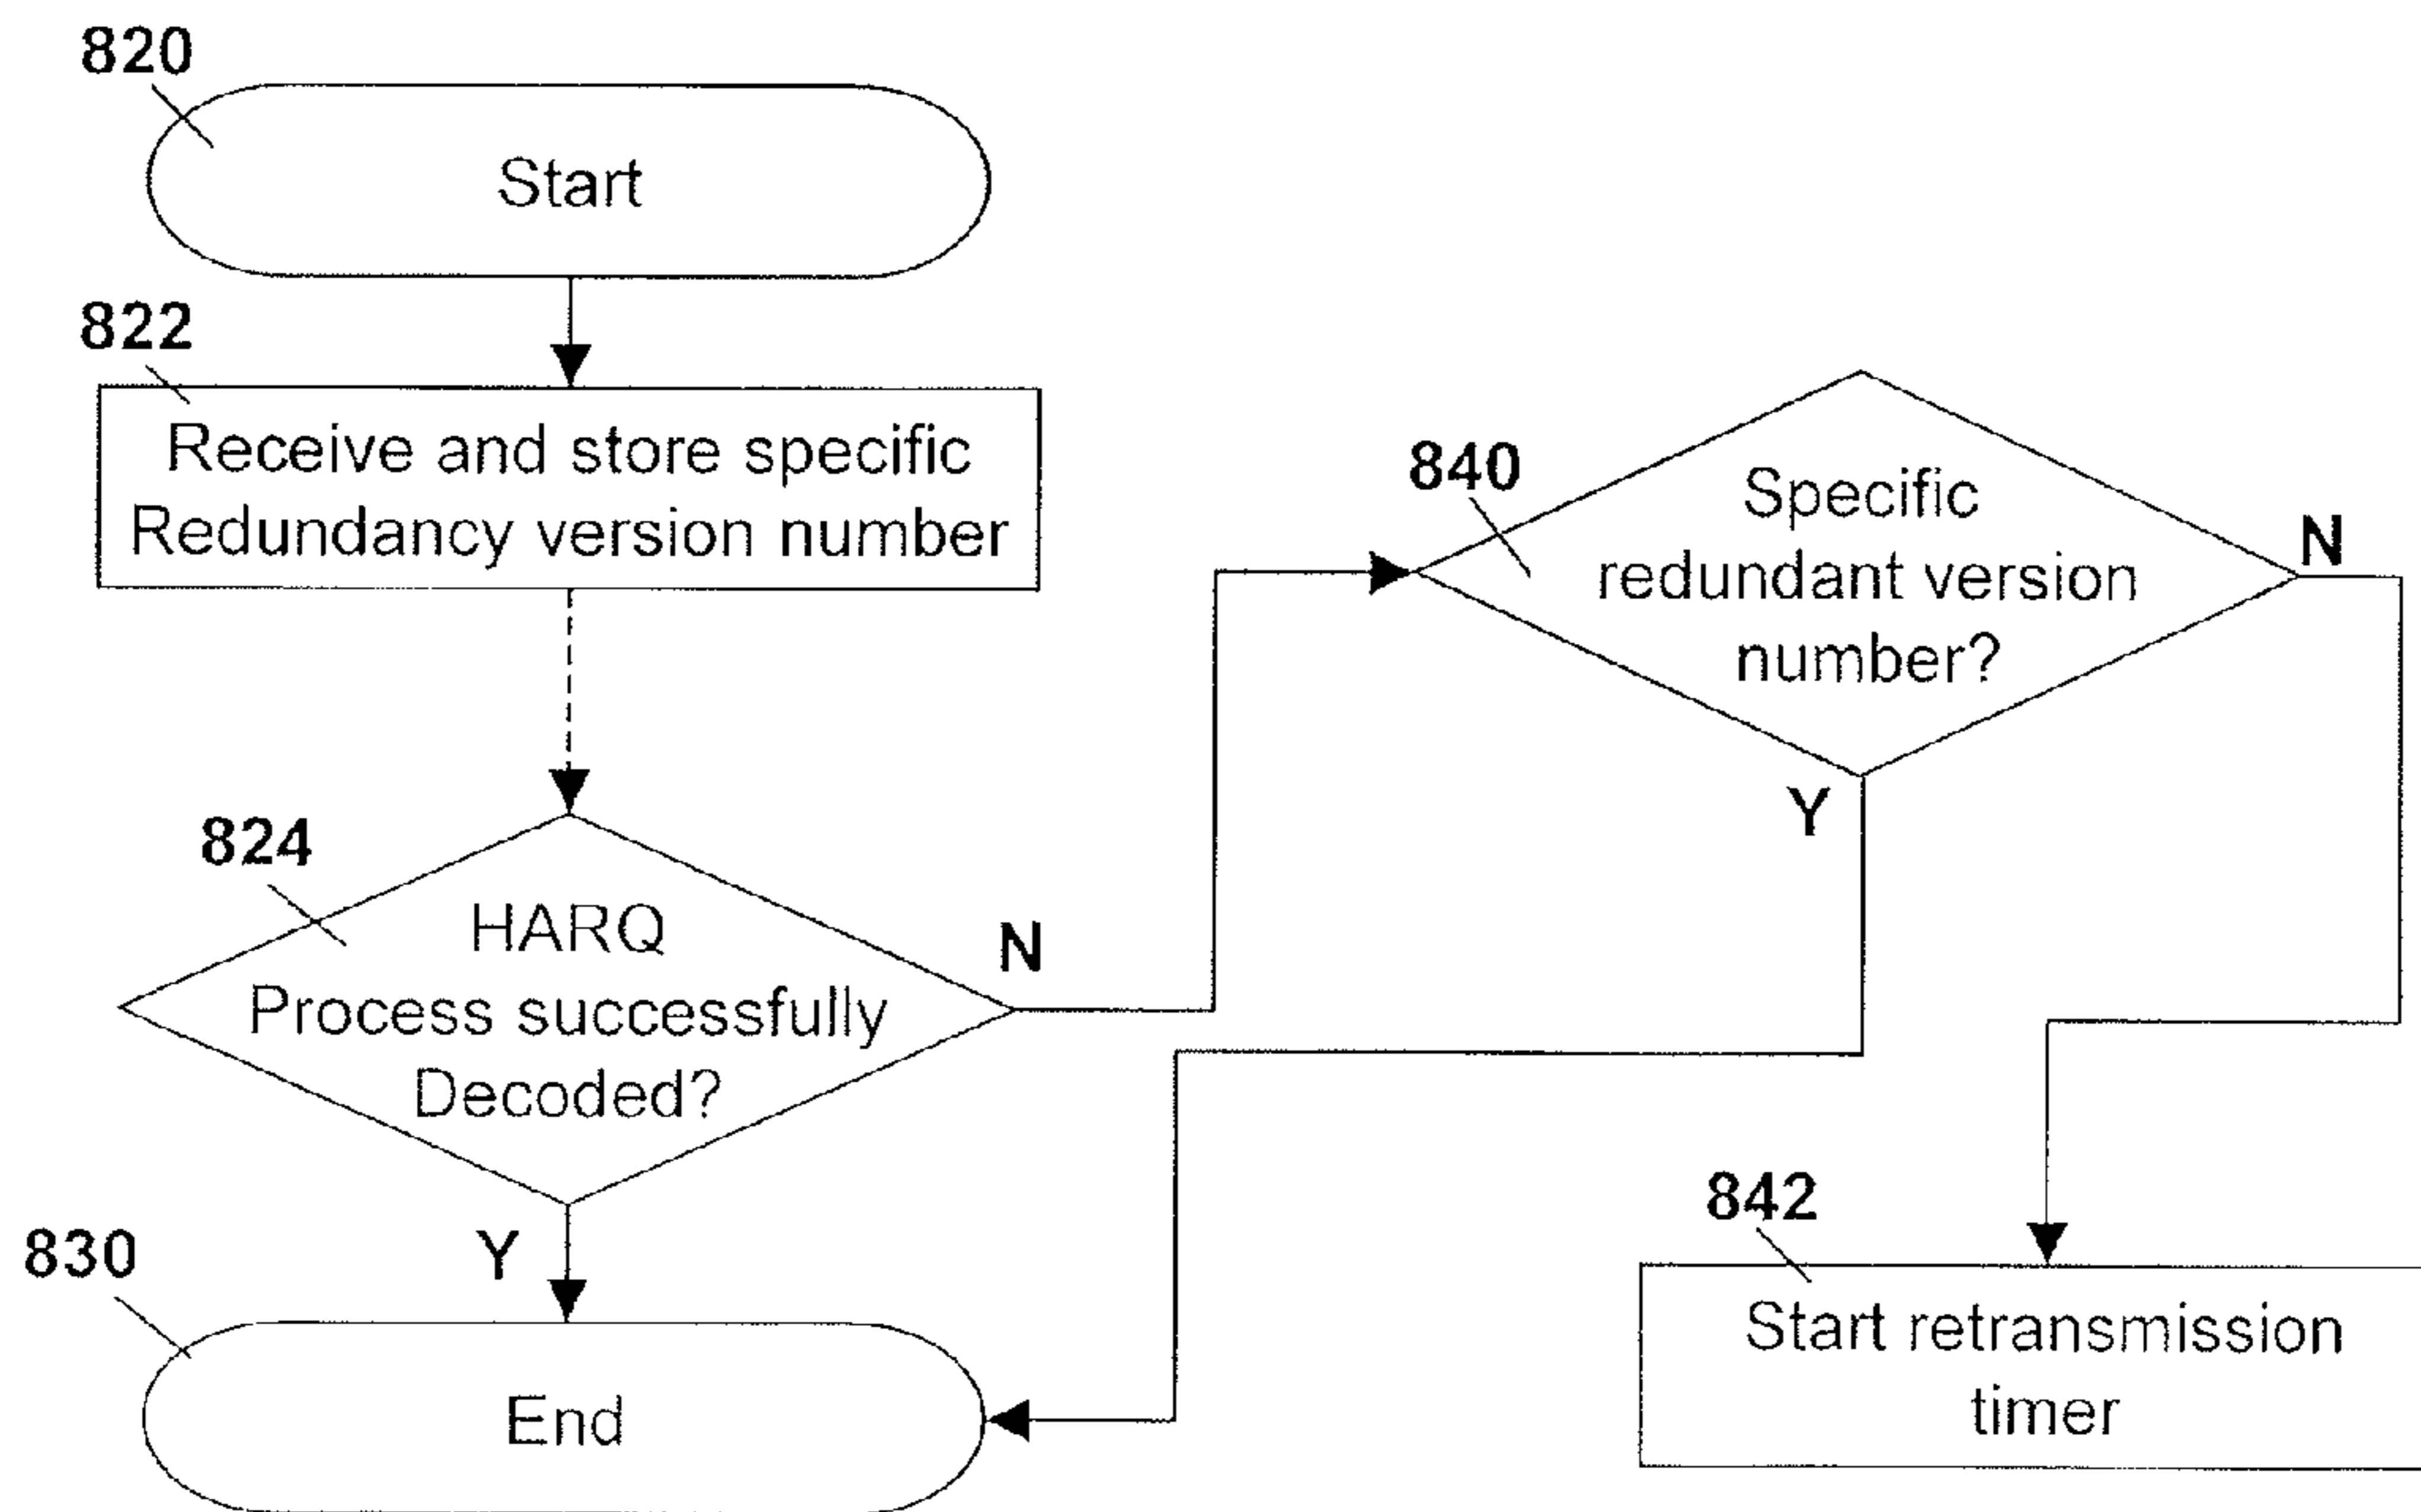 820
Start
822
Receive and store specific
Redundancy version number
824
HARQ
Process successfully
Decoded?
N
Y
830
End
840
Specific
redundant version
number?
N
Y
842
Start retransmission
timer